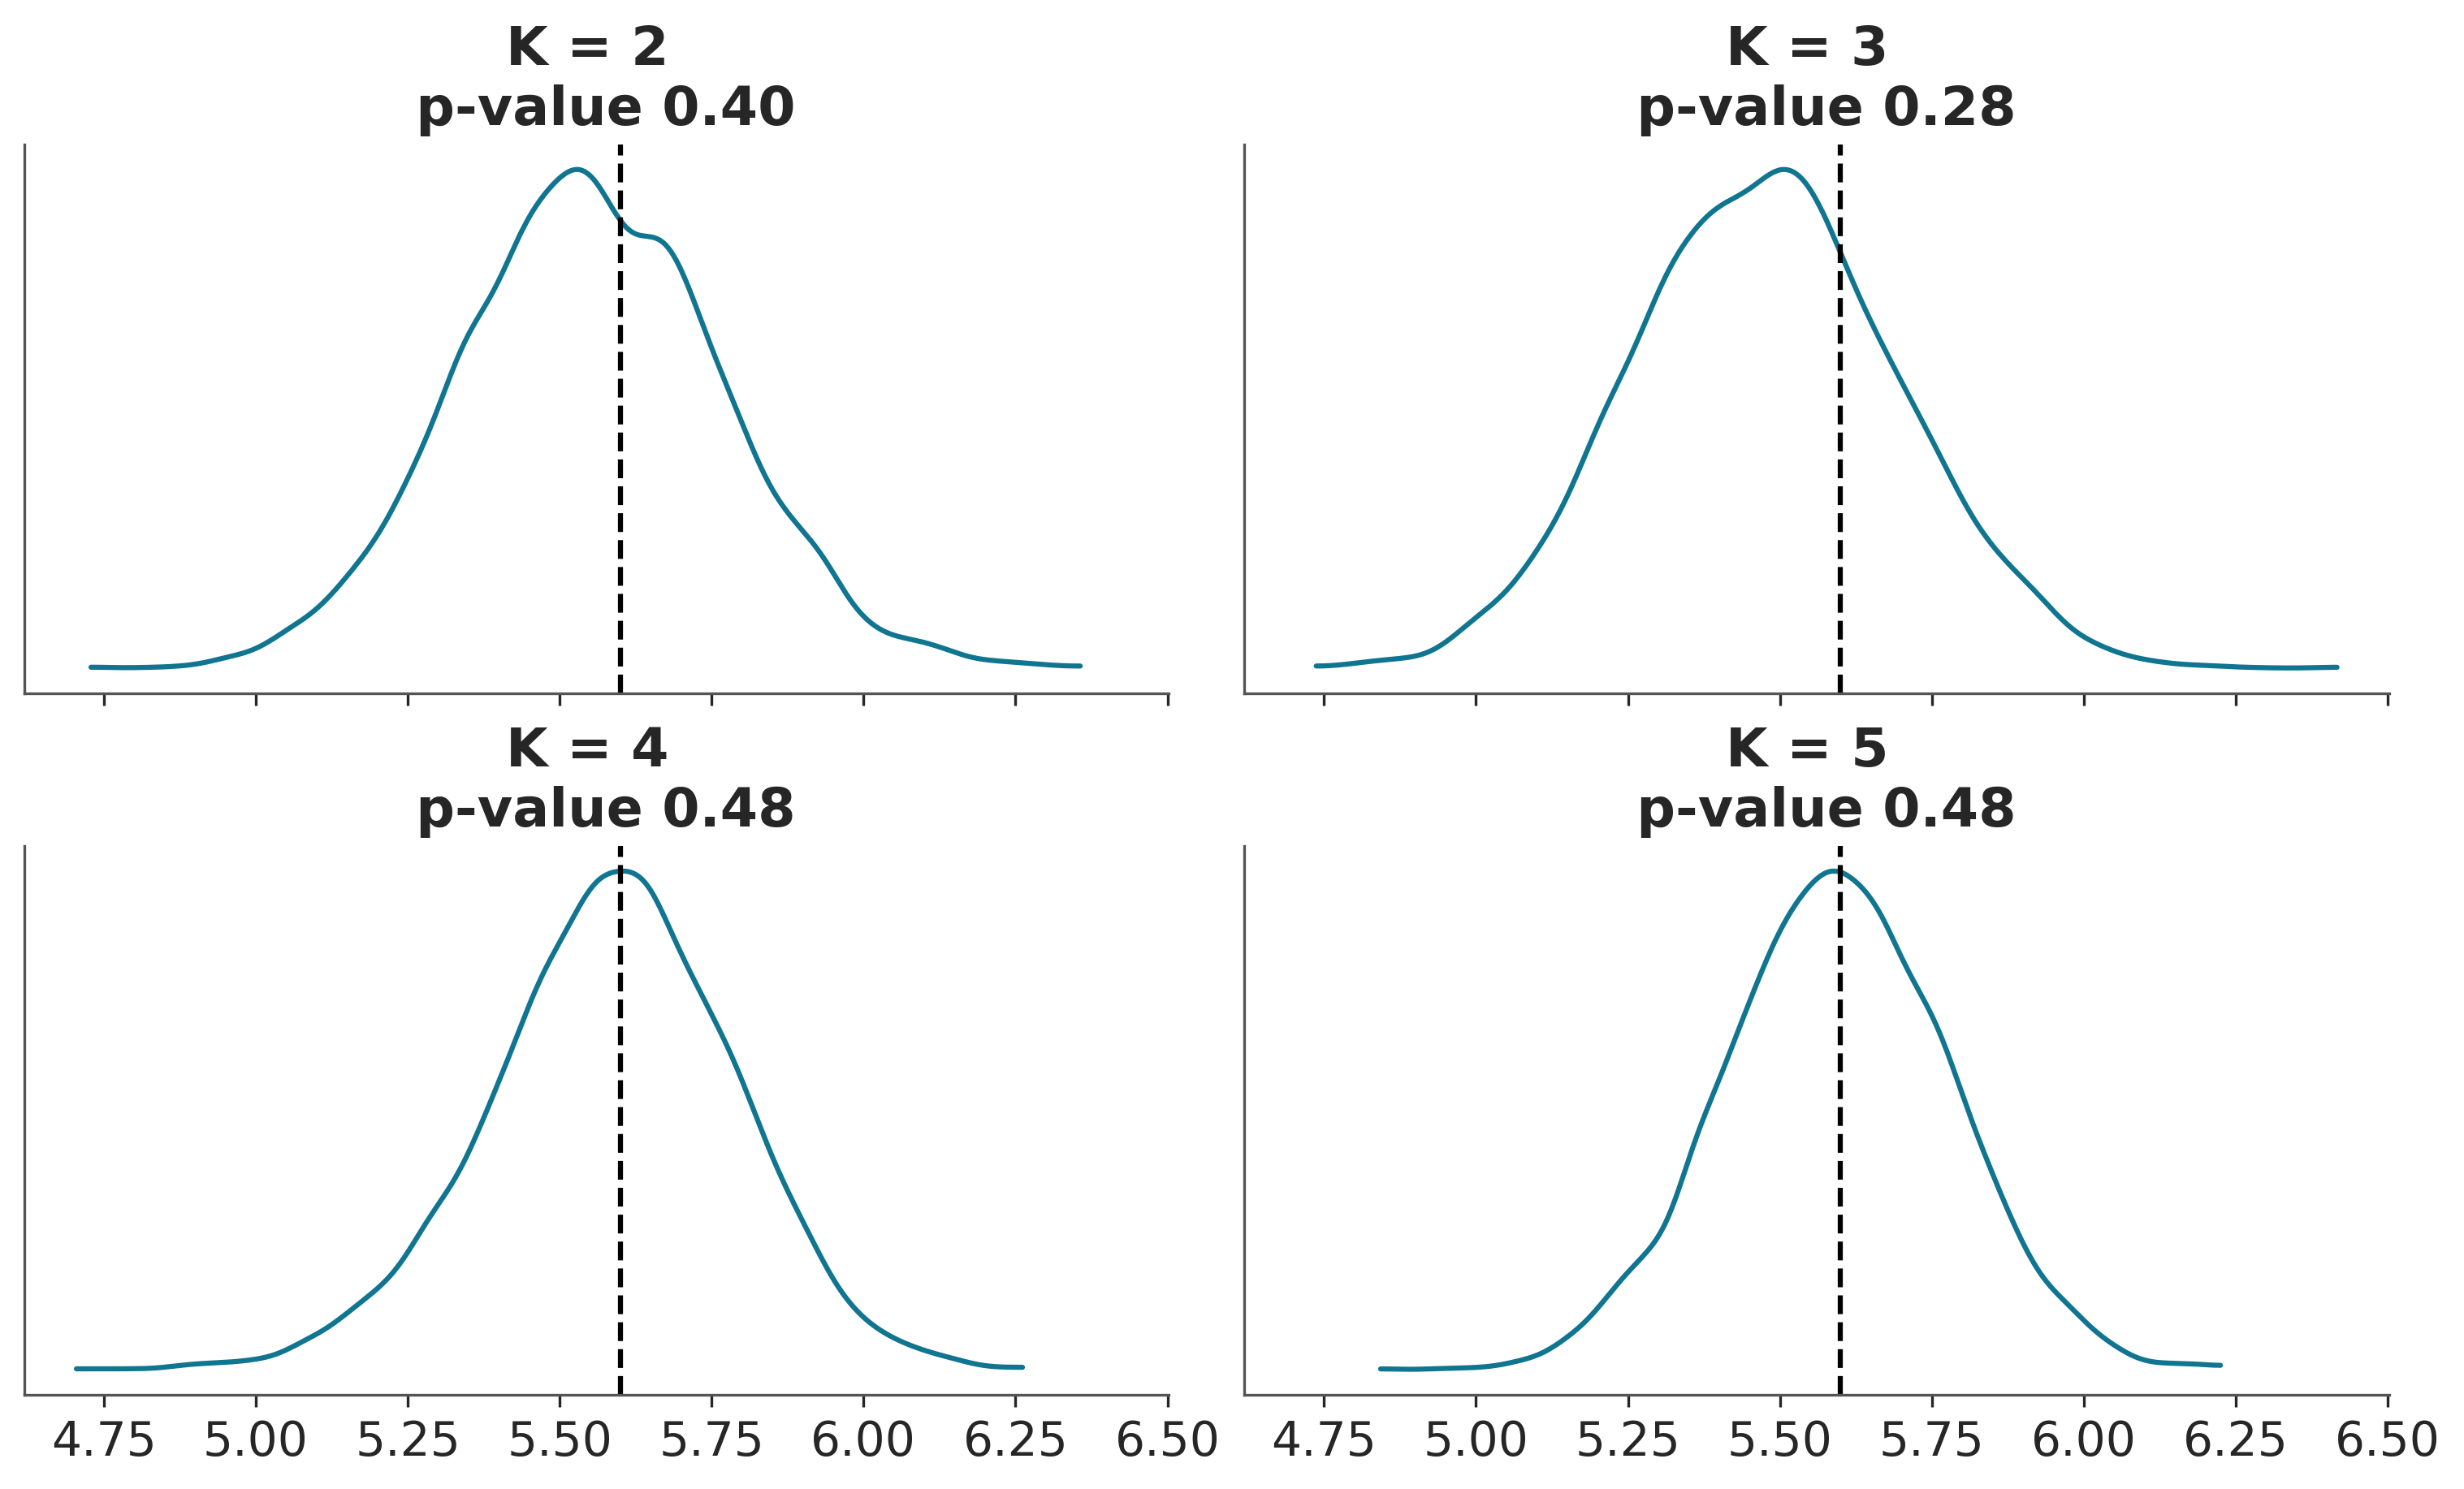 K = 2
p-value 0.40
K = 3
p-value 0.28
K = 4
p-value 0.48
K = 5
p-value 0.48
4.75 5.00 5.25 5.50 5.75 6.00 6.25 6.50
4.75 5.00 5.25 5.50 5.75 6.00 6.25 6.50